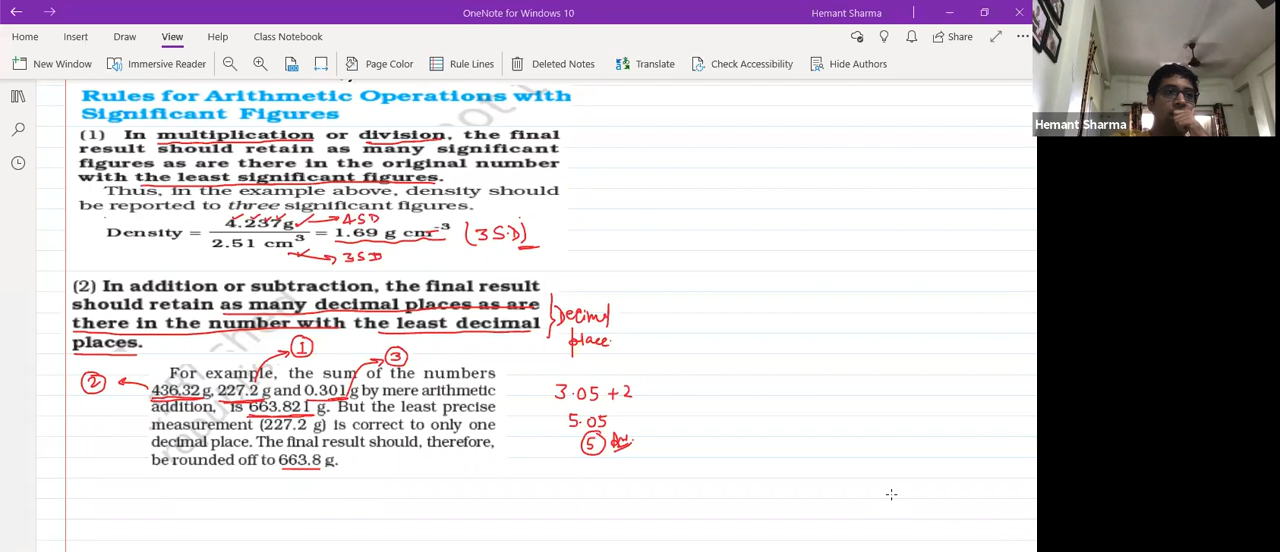 OneNote for Windows 10
Hemant Sharma
Home Insert Draw View Help Class Notebook
Share
New Window Immersive Reader Page Color Rule Lines Deleted Notes Translate Check Accessibility Hide Authors
Hemant Sharma
Rules for Arithmetic Operations with
Significant Figures
(1) In multiplication or division, the final
result should retain as many significant
figures as are there in the original number
with the least significant figures.
Thus, in the example above, density should
be reported to three significant figures.
Density = 4.237g / 2.51 cm³ = 1.69 g cm⁻³ (3 S.D)
→ 4SD
→ 3SD
(2) In addition or subtraction, the final result
should retain as many decimal places as are
there in the number with the least decimal
places.
Decimal
place.
① ③
For example, the sum of the numbers
② 436.32 g, 227.2 g and 0.301 g by mere arithmetic
addition, is 663.821 g. But the least precise
measurement (227.2 g) is correct to only one
decimal place. The final result should, therefore,
be rounded off to 663.8 g.
3.05 + 2
5.05
⑤ An.